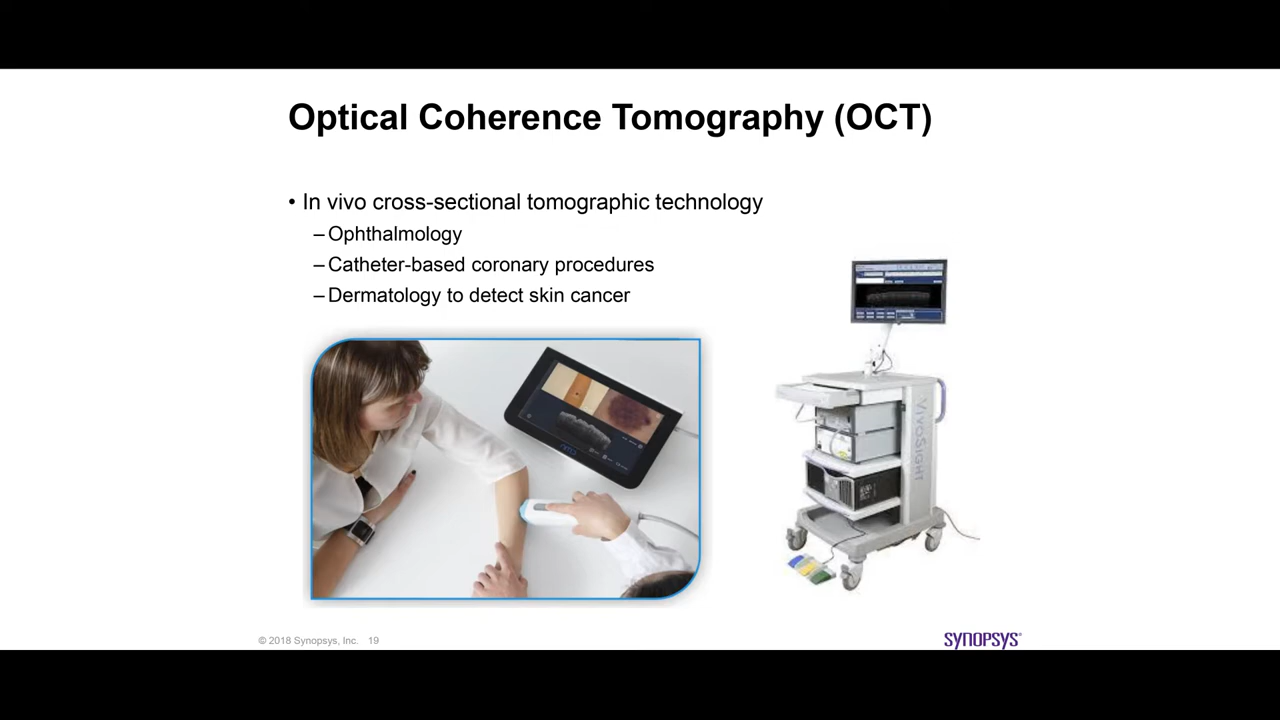 Optical Coherence Tomography (OCT)
• In vivo cross-sectional tomographic technology
– Ophthalmology
– Catheter-based coronary procedures
– Dermatology to detect skin cancer
VivoSight
© 2018 Synopsys, Inc. 19
SYNOPSYS®